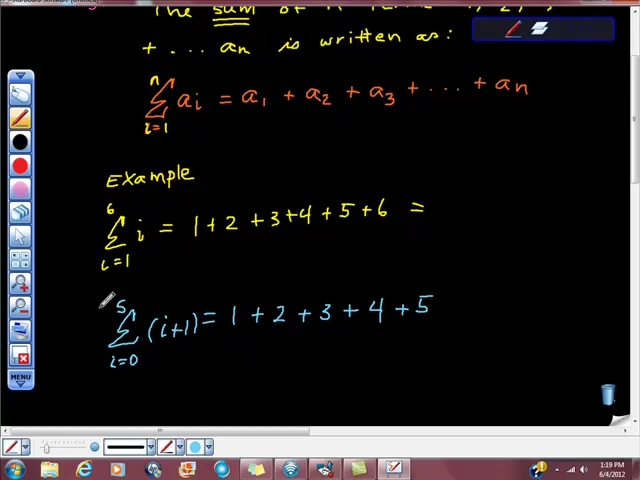 The sum of
+ ... an is written as:
n
∑ ai = a1 + a2 + a3 + ... + an
i=1
Example
6
∑ i = 1 + 2 + 3 + 4 + 5 + 6 =
i=1
5
∑ (i+1) = 1 + 2 + 3 + 4 + 5
i=0
MENU
1:19 PM
6/4/2012